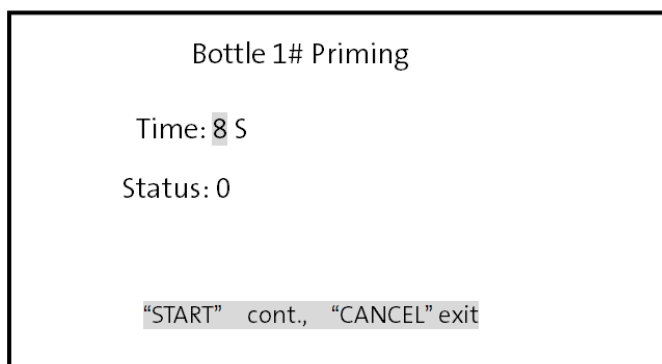 Bottle 1# Priming
Time: 8 S
Status: 0
“START” cont., “CANCEL” exit